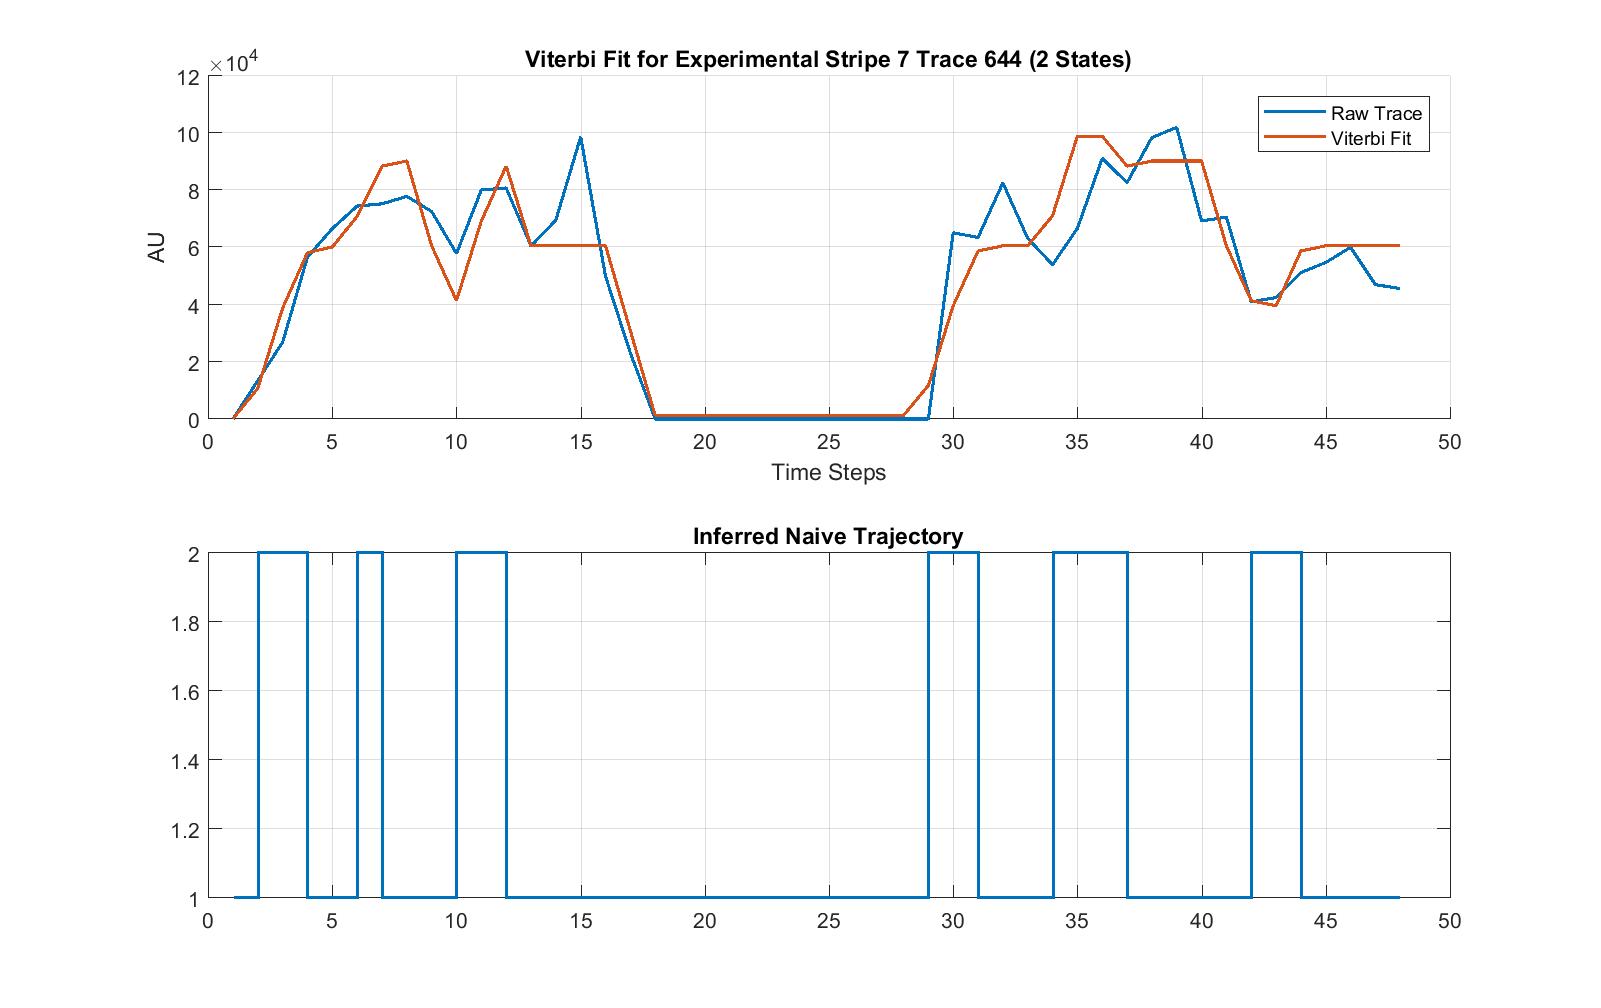 Viterbi Fit for Experimental Stripe 7 Trace 644 (2 States)
×10⁴
12
10
8
6
4
2
0
AU
Raw Trace
Viterbi Fit
0 5 10 15 20 25 30 35 40 45 50
Time Steps
Inferred Naive Trajectory
2
1.8
1.6
1.4
1.2
1
0 5 10 15 20 25 30 35 40 45 50